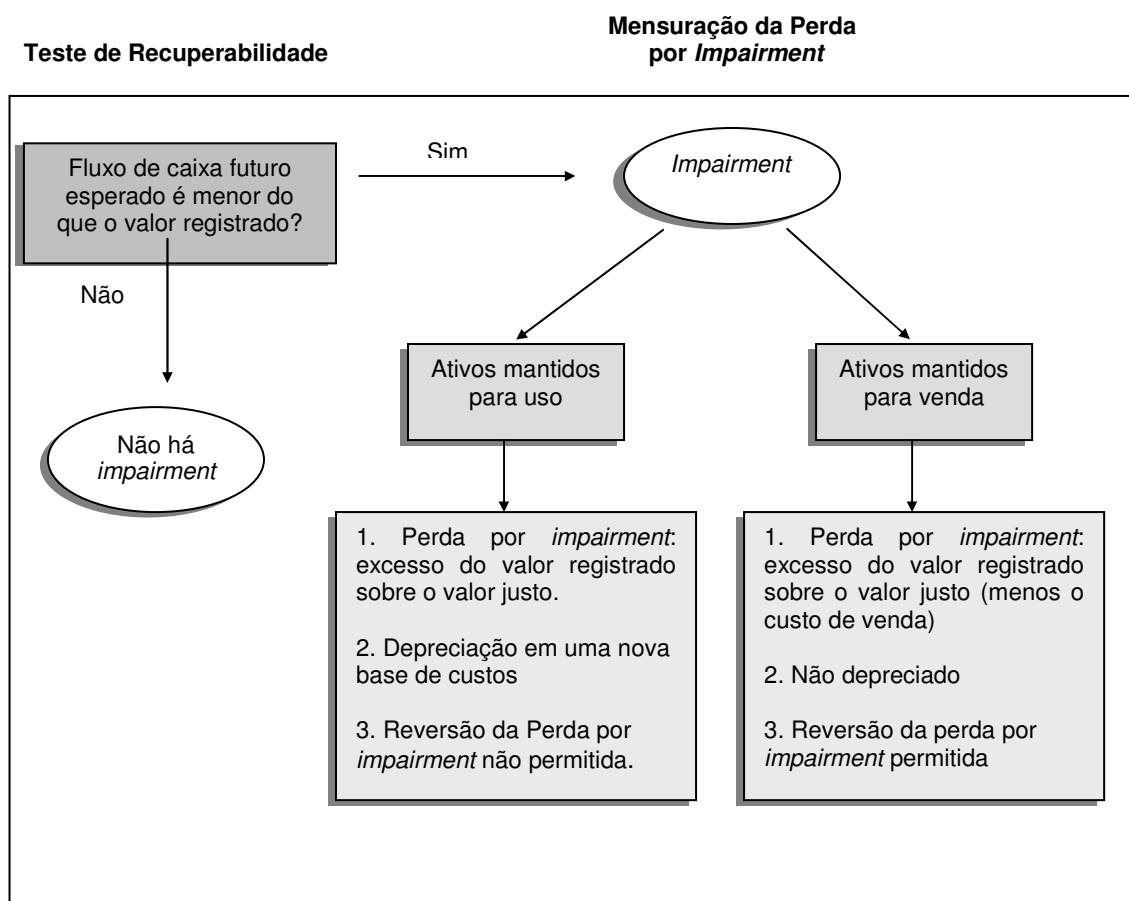 Teste de Recuperabilidade
Mensuração da Perda
por Impairment
Fluxo de caixa futuro
esperado é menor do
que o valor registrado?
Sim
Impairment
Não
Não há
impairment
Ativos mantidos
para uso
Ativos mantidos
para venda
1. Perda por impairment:
excesso do valor registrado
sobre o valor justo.
2. Depreciação em uma nova
base de custos
3. Reversão da Perda por
impairment não permitida.
1. Perda por impairment:
excesso do valor registrado
sobre o valor justo (menos o
custo de venda)
2. Não depreciado
3. Reversão da perda por
impairment permitida